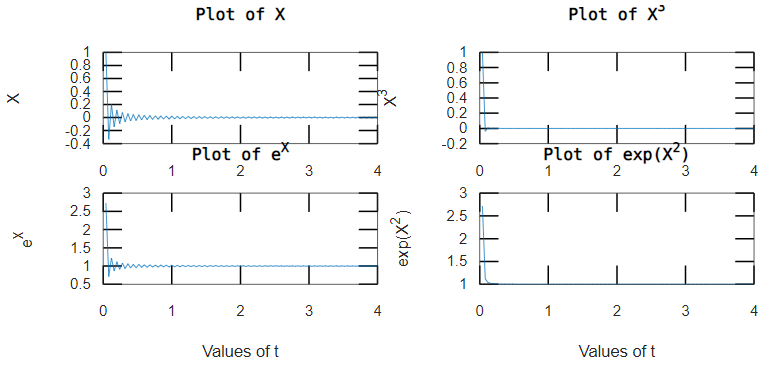 Plot of X
1
0.8
0.6
0.4
0.2
0
-0.2
-0.4
X
0 1 2 3 4
Plot of X³
1
0.8
0.6
0.4
0.2
0
-0.2
X³
0 1 2 3 4
Plot of eˣ
3
2.5
2
1.5
1
0.5
eˣ
0 1 2 3 4
Values of t
Plot of exp(X²)
3
2.5
2
1.5
1
exp(X²)
0 1 2 3 4
Values of t